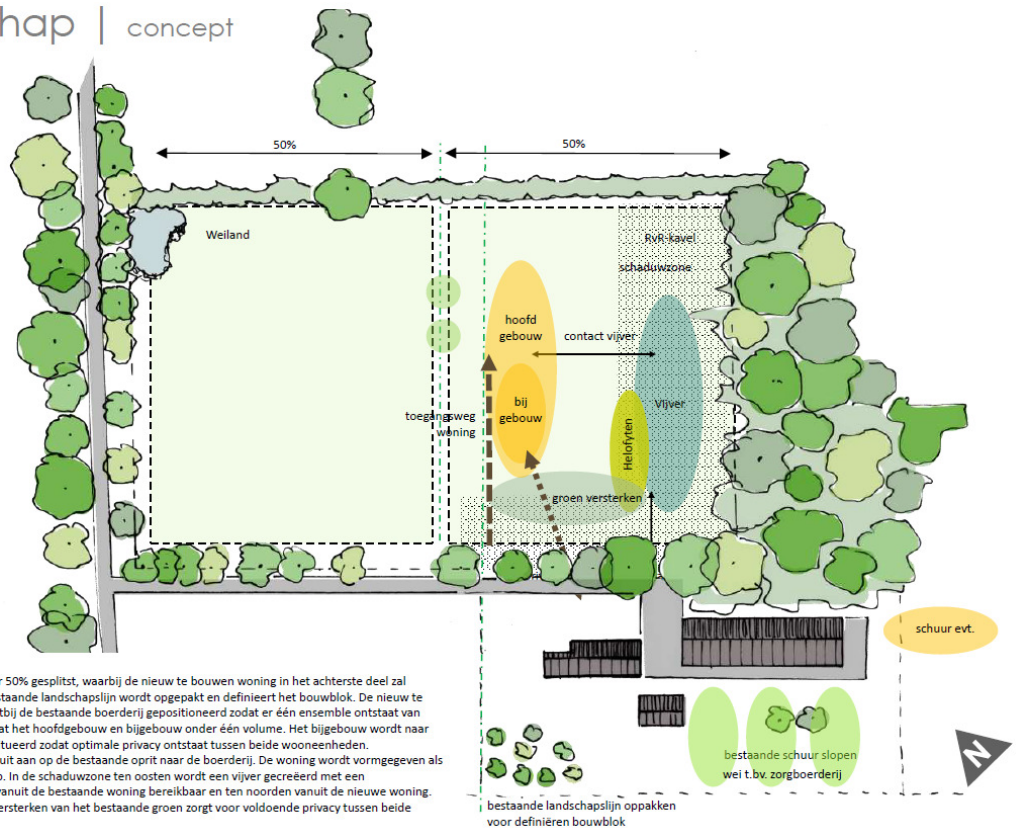 hap | concept
50%
50%
Weiland
RvR-kavel
schaduwzone
hoofd
gebouw
contact vijver
bij
gebouw
Vijver
toegangsweg
woning
Helofyten
groen versterken
schuur evt.
r 50% gesplitst, waarbij de nieuw te bouwen woning in het achterste deel zal
staande landschapslijn wordt opgepakt en definieert het bouwblok. De nieuw te
tbij de bestaande boerderij gepositioneerd zodat er één ensemble ontstaat van
at het hoofdgebouw en bijgebouw onder één volume. Het bijgebouw wordt naar
tueerd zodat optimale privacy ontstaat tussen beide wooneenheden.
uit aan op de bestaande oprit naar de boerderij. De woning wordt vormgegeven als
o. In de schaduwzone ten oosten wordt een vijver gecreëerd met een
vanuit de bestaande woning bereikbaar en ten noorden vanuit de nieuwe woning.
ersterken van het bestaande groen zorgt voor voldoende privacy tussen beide
bestaande schuur slopen
wei t.b.v. zorgboerderij
N
bestaande landschapslijn oppakken
voor definiëren bouwblok